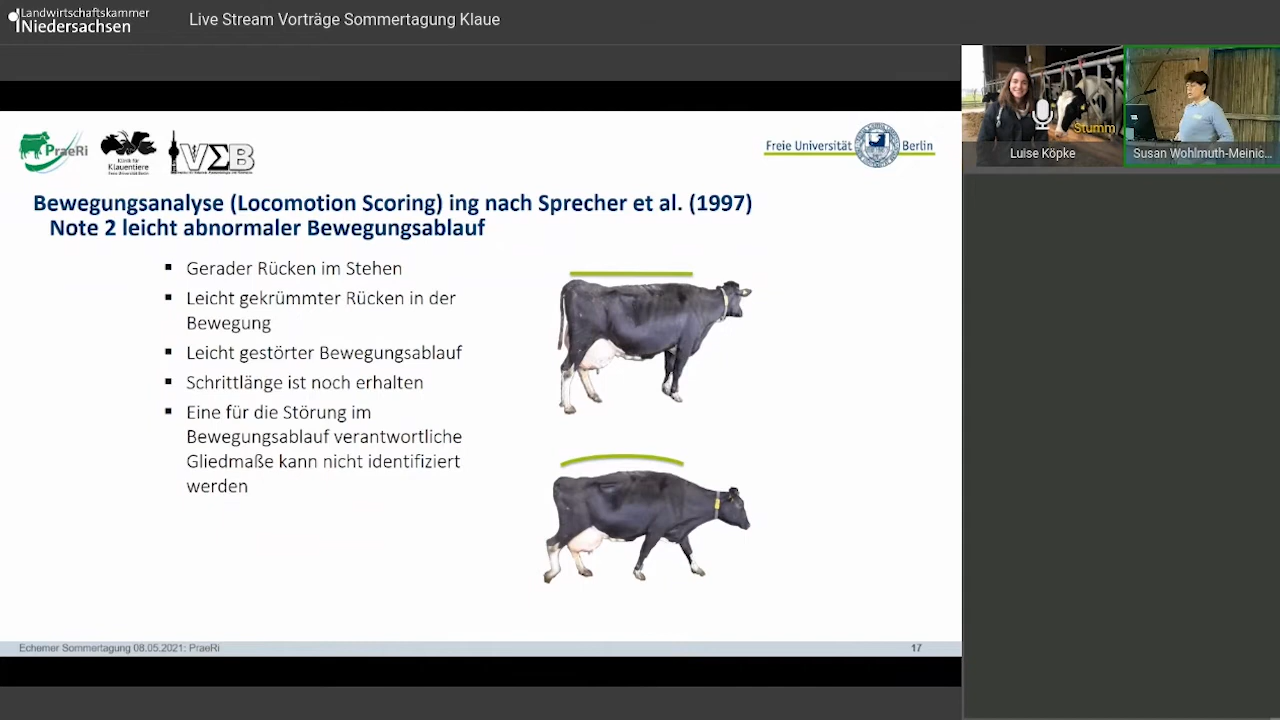 Landwirtschaftskammer
Niedersachsen
Live Stream Vorträge Sommertagung Klaue
PraeRi
Klinik für
Klauentiere
Freie Universität Berlin
VΣB
Freie Universität Berlin
Bewegungsanalyse (Locomotion Scoring) ing nach Sprecher et al. (1997)
Note 2 leicht abnormaler Bewegungsablauf
▪ Gerader Rücken im Stehen
▪ Leicht gekrümmter Rücken in der
Bewegung
▪ Leicht gestörter Bewegungsablauf
▪ Schrittlänge ist noch erhalten
▪ Eine für die Störung im
Bewegungsablauf verantwortliche
Gliedmaße kann nicht identifiziert
werden
Echemer Sommertagung 08.05.2021: PraeRi
17
Stumm
Luise Köpke
Susan Wohlmuth-Meinic...